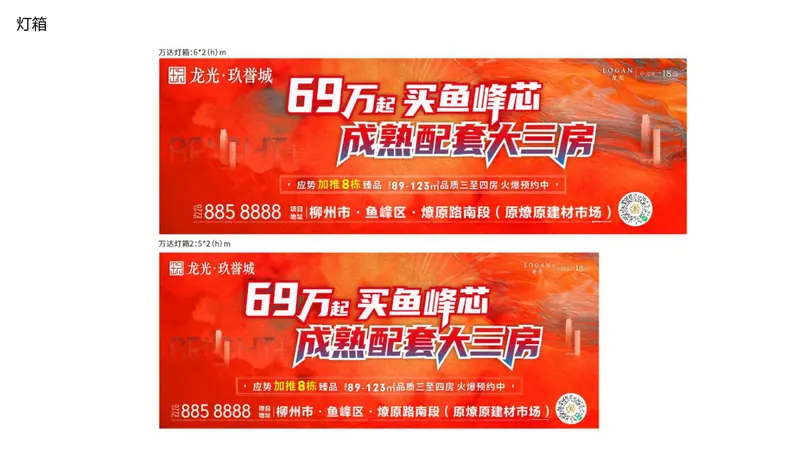 灯箱
万达灯箱:6*2(h)m
龙光·玖誉城
LOGAN
龙光
69万起 买鱼峰芯
成熟配套大三房
应势加推8栋臻品 89-123㎡品质三至四房 火爆预约中
0772 885 8888 项目地址 柳州市·鱼峰区·燎原路南段(原燎原建材市场)
万达灯箱2:5*2(h)m
龙光·玖誉城
LOGAN
龙光
69万起 买鱼峰芯
成熟配套大三房
应势加推8栋臻品 89-123㎡品质三至四房 火爆预约中
0772 885 8888 项目地址 柳州市·鱼峰区·燎原路南段(原燎原建材市场)